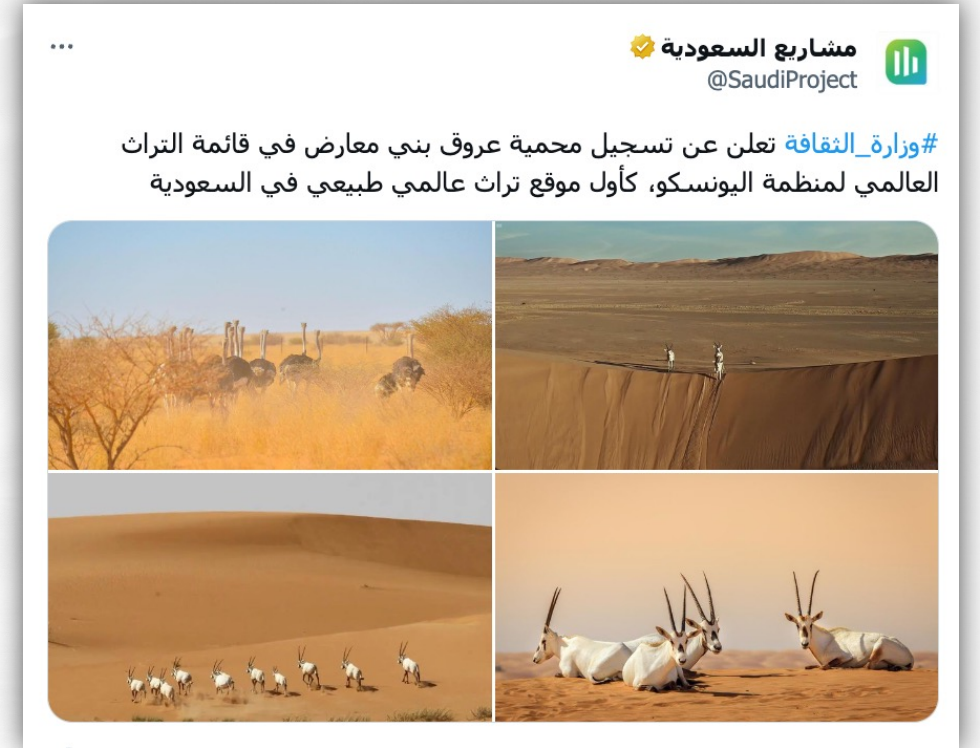 مشاريع السعودية
@SaudiProject
#وزارة_الثقافة تعلن عن تسجيل محمية عروق بني معارض في قائمة التراث
العالمي لمنظمة اليونسكو، كأول موقع تراث عالمي طبيعي في السعودية